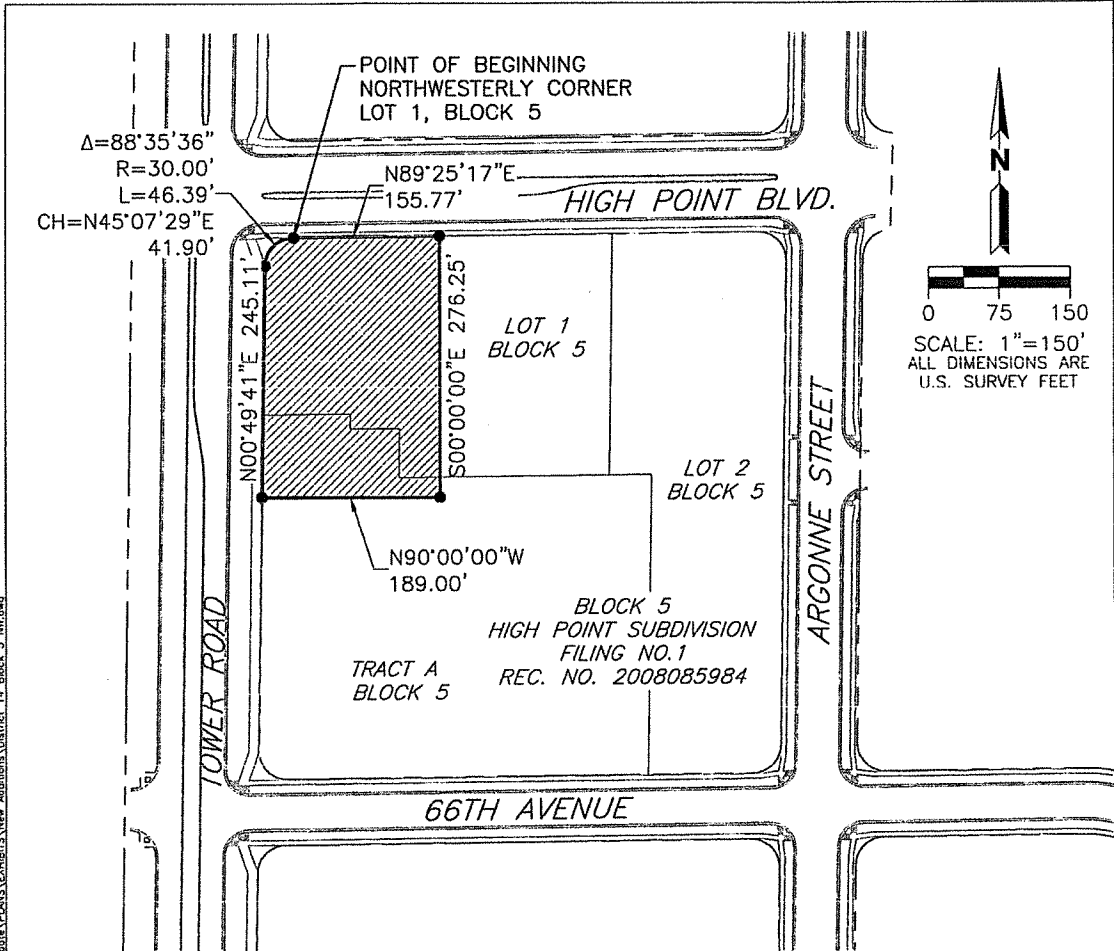 POINT OF BEGINNING
NORTHWESTERLY CORNER
LOT 1, BLOCK 5
Δ=88°35'36"
R=30.00'
L=46.39'
CH=N45°07'29"E
41.90'
N89°25'17"E
155.77'
HIGH POINT BLVD.
N
0 75 150
SCALE: 1"=150'
ALL DIMENSIONS ARE
U.S. SURVEY FEET
N00°49'41"E 245.11'
S00°00'00"E 276.25'
LOT 1
BLOCK 5
LOT 2
BLOCK 5
ARGONNE STREET
N90°00'00"W
189.00'
BLOCK 5
HIGH POINT SUBDIVISION
FILING NO.1
REC. NO. 2008085984
TRACT A
BLOCK 5
TOWER ROAD
66TH AVENUE